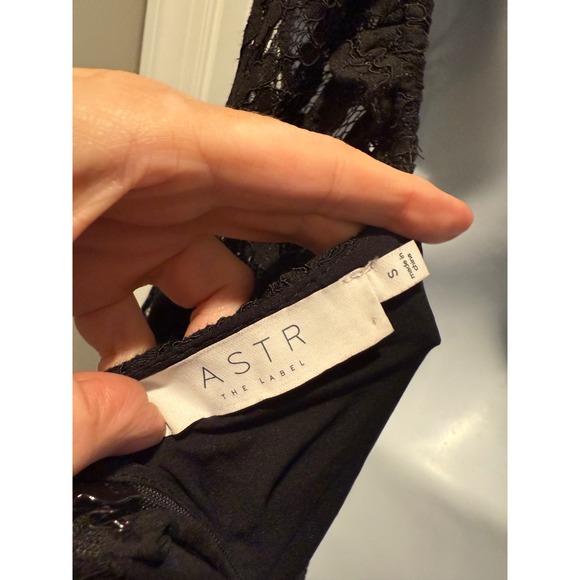 ASTR
THE LABEL
S
made in
china